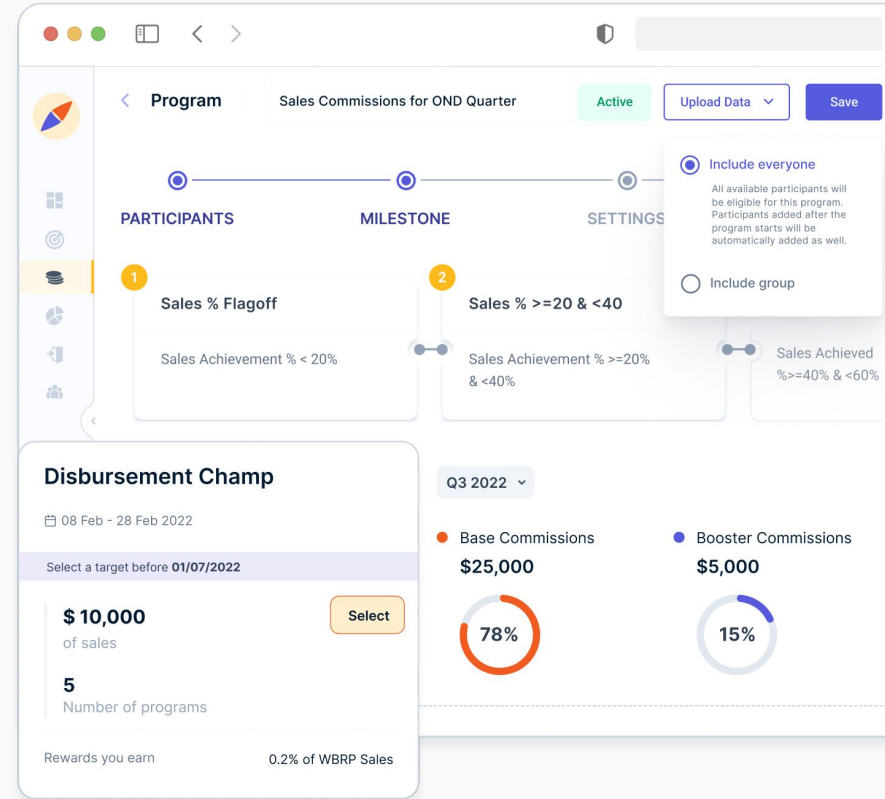 Program
Sales Commissions for OND Quarter
Active
Upload Data
Save
Include everyone
All available participants will
be eligible for this program.
Participants added after the
program starts will be
automatically added as well.
Include group
PARTICIPANTS
MILESTONE
SETTINGS
1
Sales % Flagoff
Sales Achievement % < 20%
2
Sales % >=20 & <40
Sales Achievement % >=20%
& <40%
Sales Achieved
%>=40% & <60%
Disbursement Champ
08 Feb - 28 Feb 2022
Select a target before 01/07/2022
$ 10,000
of sales
Select
5
Number of programs
Rewards you earn
0.2% of WBRP Sales
Q3 2022
Base Commissions
$25,000
78%
Booster Commissions
$5,000
15%